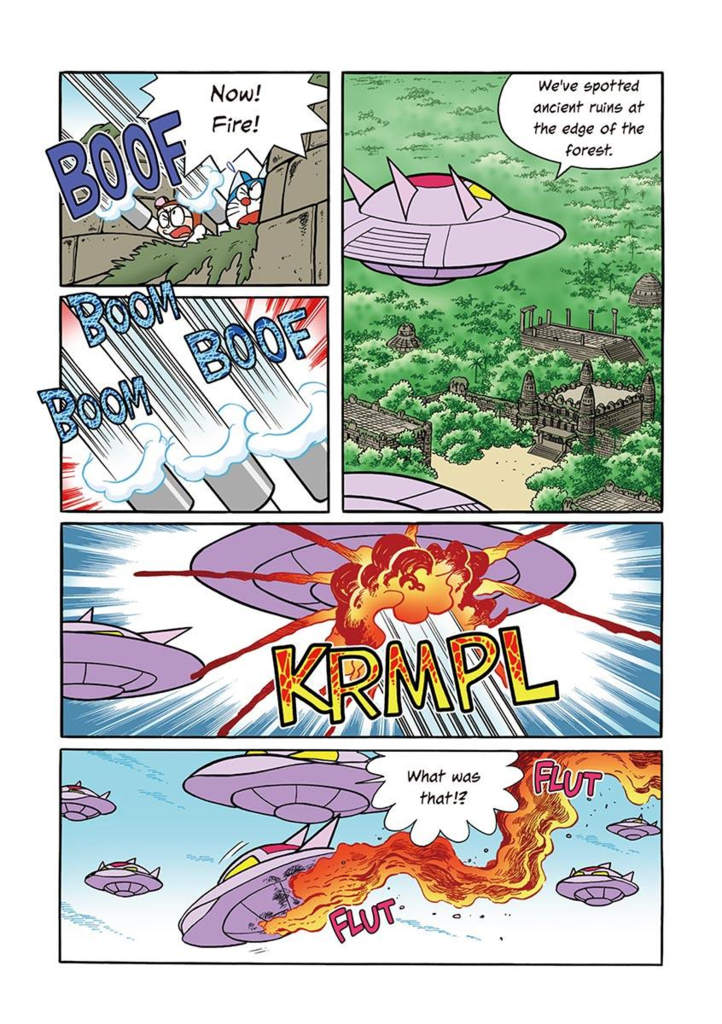 We've spotted
ancient ruins at
the edge of the
forest.
Now!
Fire!
BOOF
BOOM
BOOF
BOOM
KRMPL
FLUT
What was
that!?
FLUT